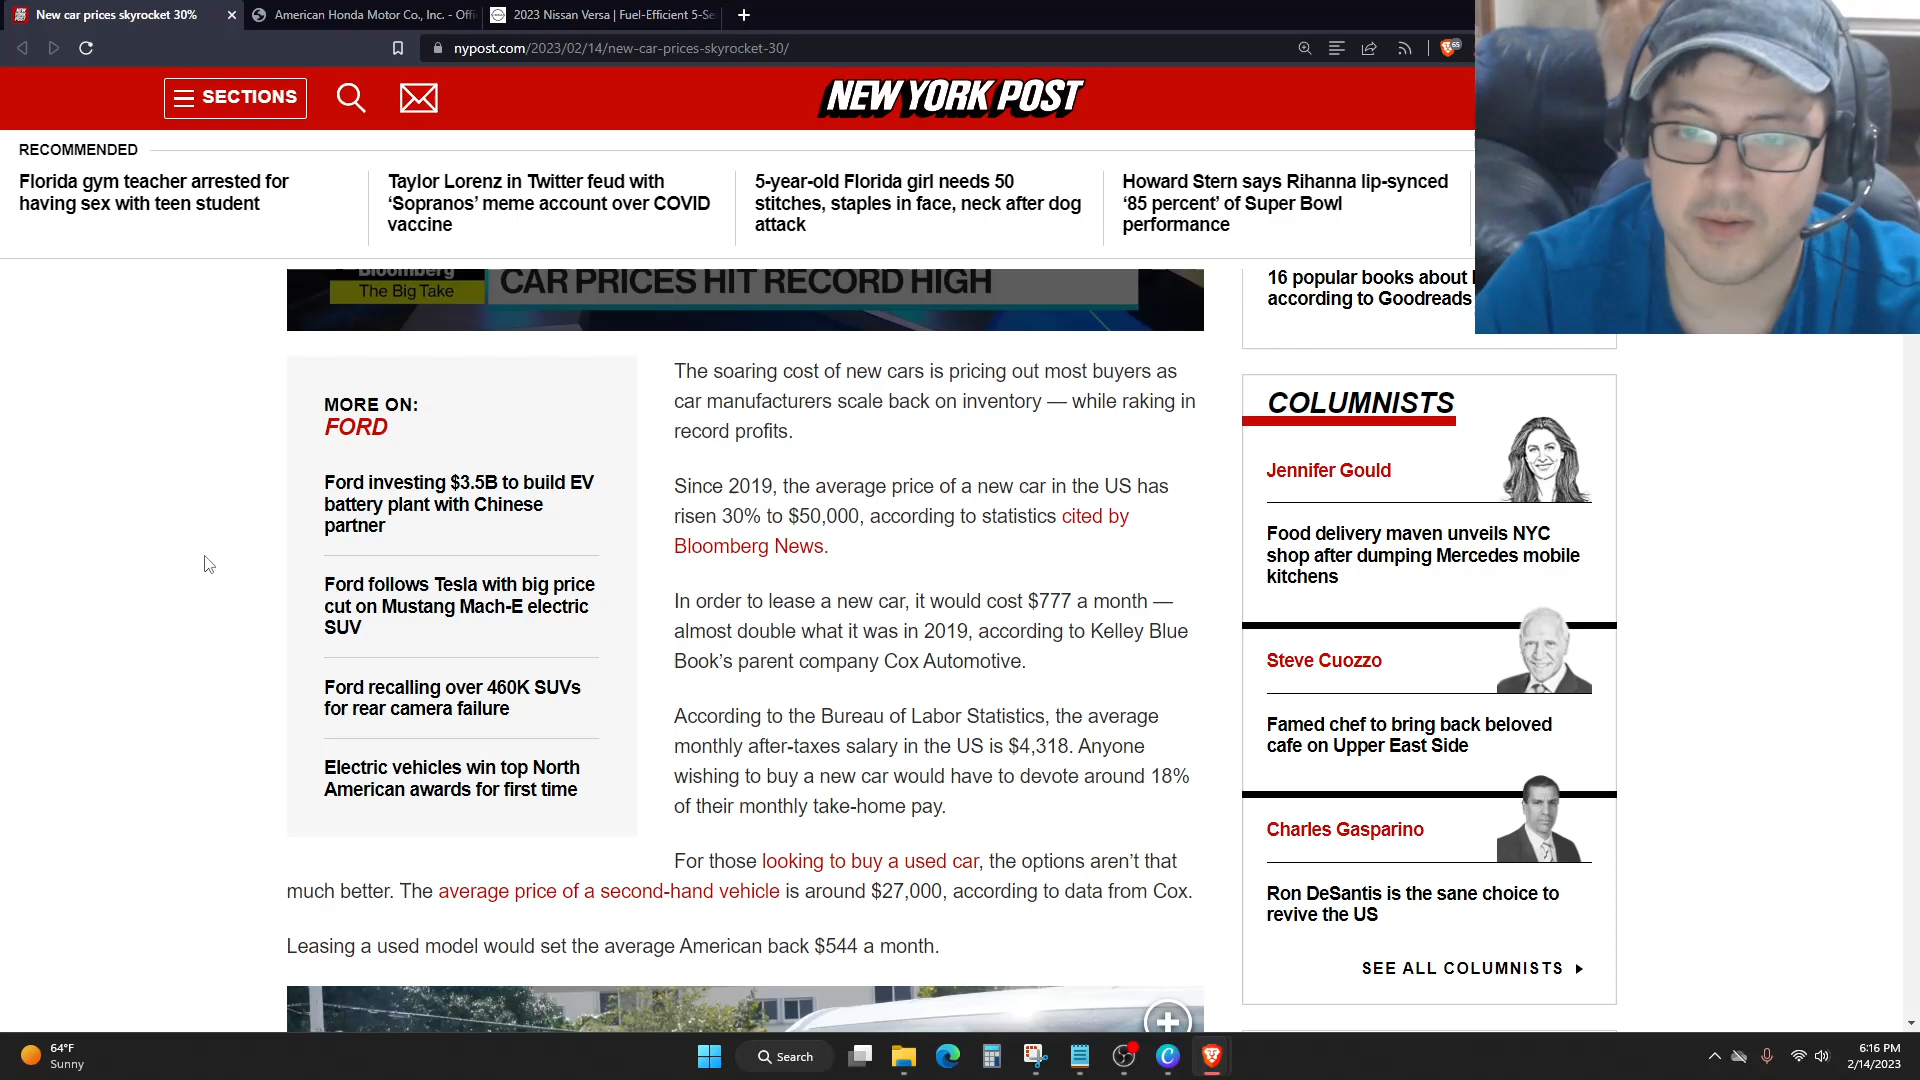 New car prices skyrocket 30%
American Honda Motor Co., Inc. - Offi
2023 Nissan Versa | Fuel-Efficient 5-Se
nypost.com/2023/02/14/new-car-prices-skyrocket-30/
SECTIONS
NEW YORK POST
RECOMMENDED
Florida gym teacher arrested for
having sex with teen student
Taylor Lorenz in Twitter feud with
‘Sopranos’ meme account over COVID
vaccine
5-year-old Florida girl needs 50
stitches, staples in face, neck after dog
attack
Howard Stern says Rihanna lip-synced
‘85 percent’ of Super Bowl
performance
Bloomberg
The Big Take
CAR PRICES HIT RECORD HIGH
16 popular books about
according to Goodreads
MORE ON:
FORD
Ford investing $3.5B to build EV
battery plant with Chinese
partner
Ford follows Tesla with big price
cut on Mustang Mach-E electric
SUV
Ford recalling over 460K SUVs
for rear camera failure
Electric vehicles win top North
American awards for first time
The soaring cost of new cars is pricing out most buyers as
car manufacturers scale back on inventory — while raking in
record profits.
Since 2019, the average price of a new car in the US has
risen 30% to $50,000, according to statistics cited by
Bloomberg News.
In order to lease a new car, it would cost $777 a month —
almost double what it was in 2019, according to Kelley Blue
Book’s parent company Cox Automotive.
According to the Bureau of Labor Statistics, the average
monthly after-taxes salary in the US is $4,318. Anyone
wishing to buy a new car would have to devote around 18%
of their monthly take-home pay.
For those looking to buy a used car, the options aren’t that
much better. The average price of a second-hand vehicle is around $27,000, according to data from Cox.
Leasing a used model would set the average American back $544 a month.
COLUMNISTS
Jennifer Gould
Food delivery maven unveils NYC
shop after dumping Mercedes mobile
kitchens
Steve Cuozzo
Famed chef to bring back beloved
cafe on Upper East Side
Charles Gasparino
Ron DeSantis is the sane choice to
revive the US
SEE ALL COLUMNISTS
64°F
Sunny
Search
6:16 PM
2/14/2023